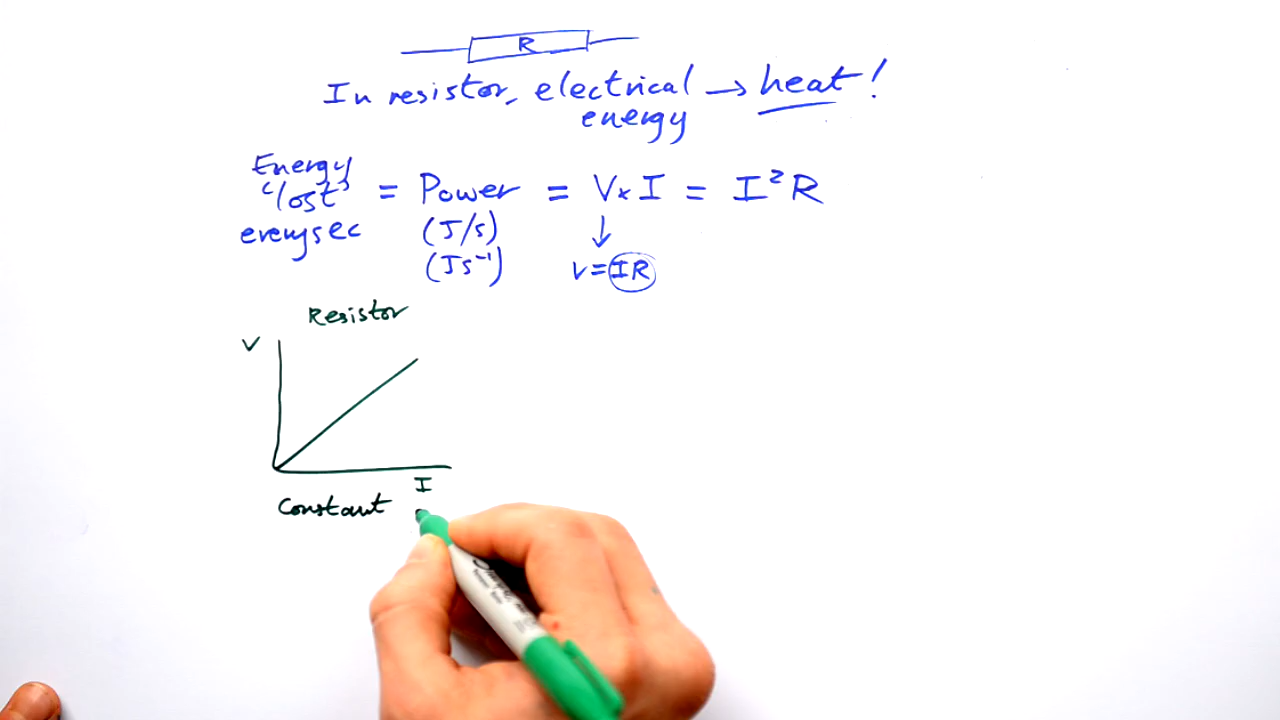 R
In resistor, electrical → heat!
energy
Energy
"lost" = Power = V x I = I²R
every sec (J/s) ↓
(Js⁻¹) V = IR
Resistor
V
I
Constant